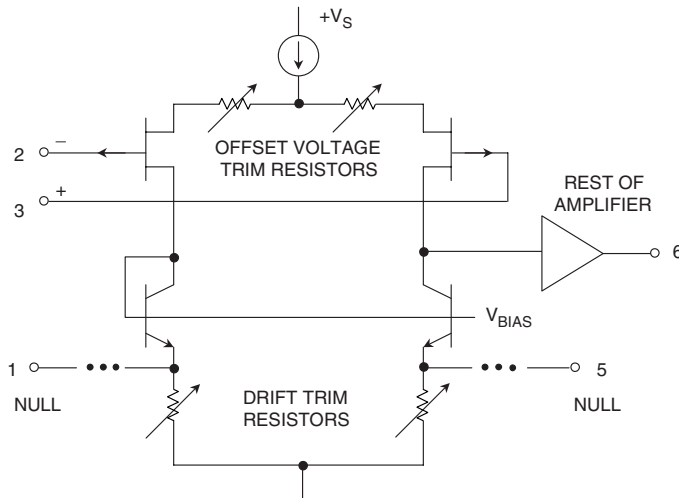 +VS
OFFSET VOLTAGE
TRIM RESISTORS
2
−
3
+
REST OF
AMPLIFIER
6
VBIAS
1
NULL
DRIFT TRIM
RESISTORS
5
NULL